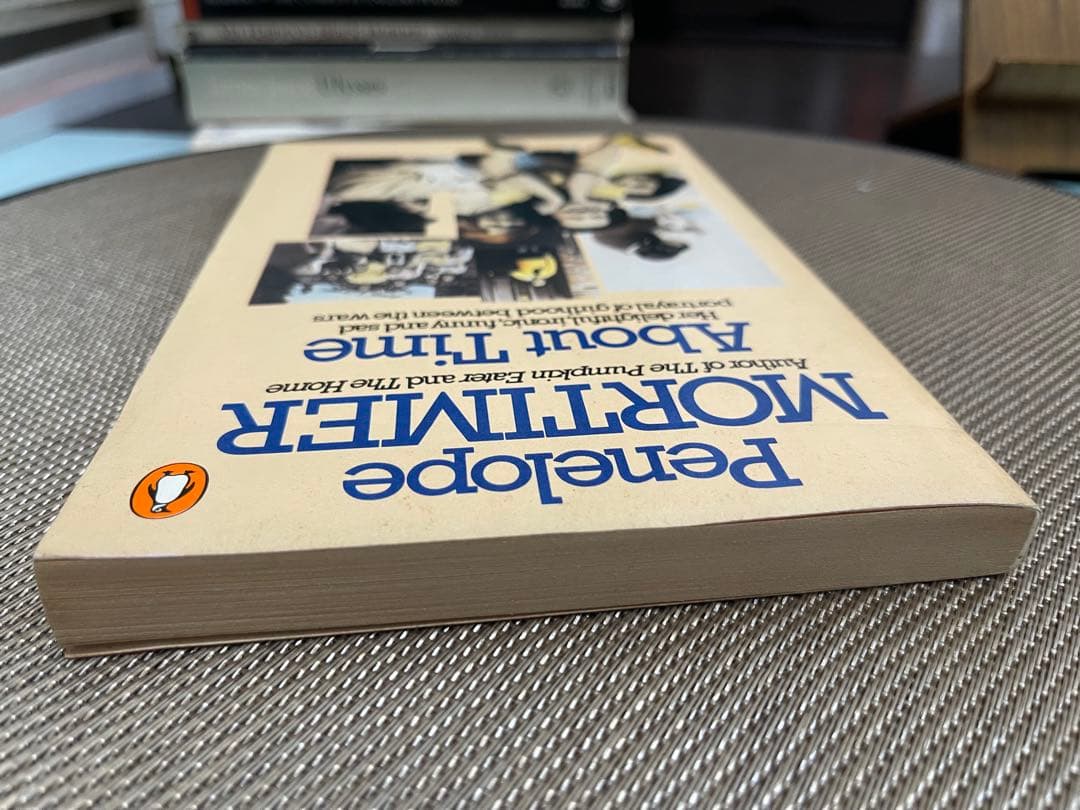 Penelope
MORTIMER
Author of The Pumpkin Eater and The Home
About Time
Her delightful, ironic, funny and sad
portrayal of girlhood between the wars
Ulysses